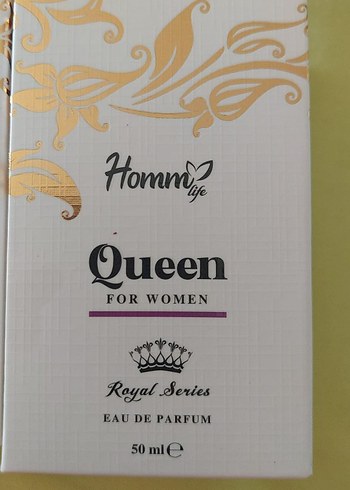 Homm
life
Queen
FOR WOMEN
Royal Series
EAU DE PARFUM
50 ml ℮